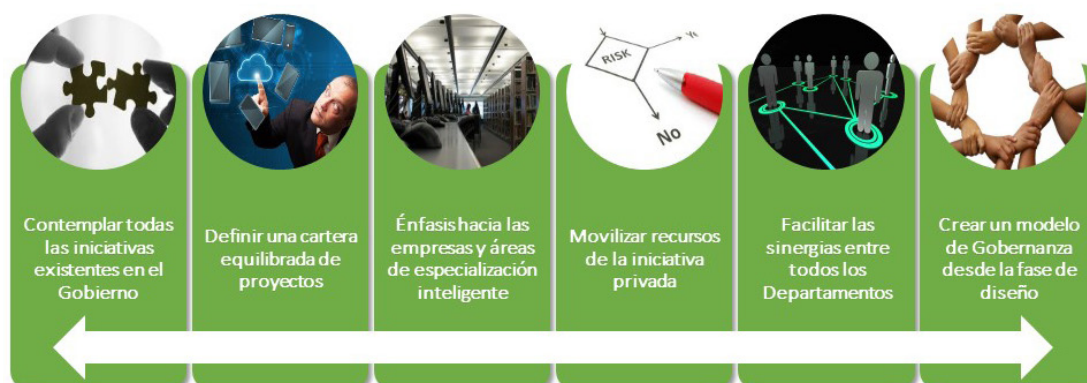 Contemplar todas
las iniciativas
existentes en el
Gobierno
Definir una cartera
equilibrada de
proyectos
Énfasis hacia las
empresas y áreas
de especialización
inteligente
RISK
No
Movilizar recursos
de la iniciativa
privada
Facilitar las
sinergias entre
todos los
Departamentos
Crear un modelo
de Gobernanza
desde la fase de
diseño